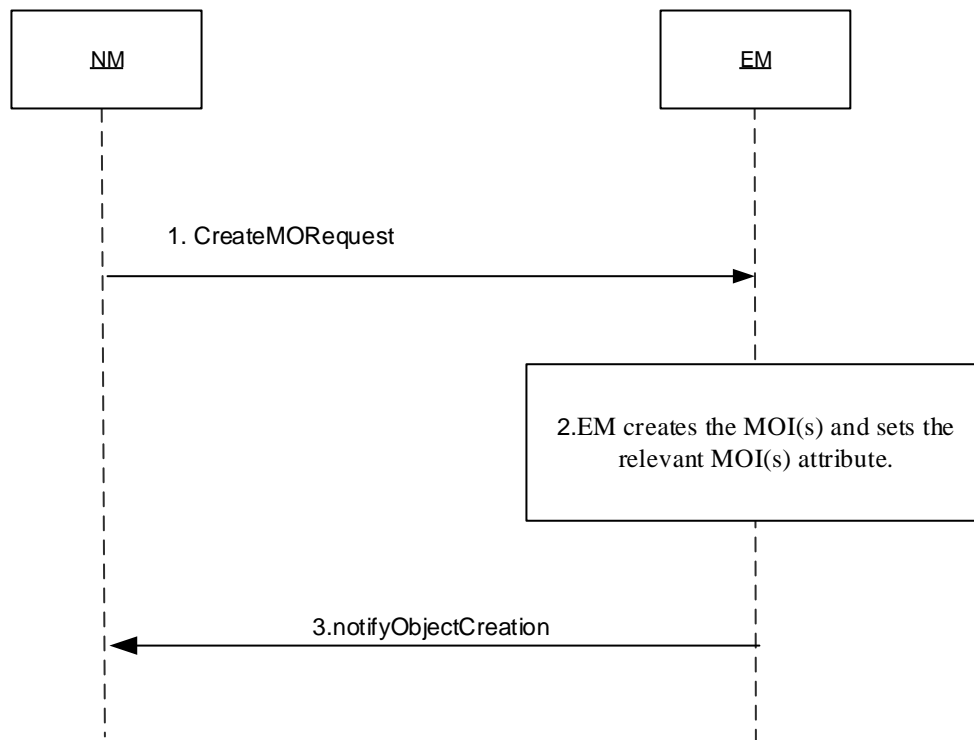 NM
EM
1. CreateMORequest
2.EM creates the MOI(s) and sets the
relevant MOI(s) attribute.
3.notifyObjectCreation